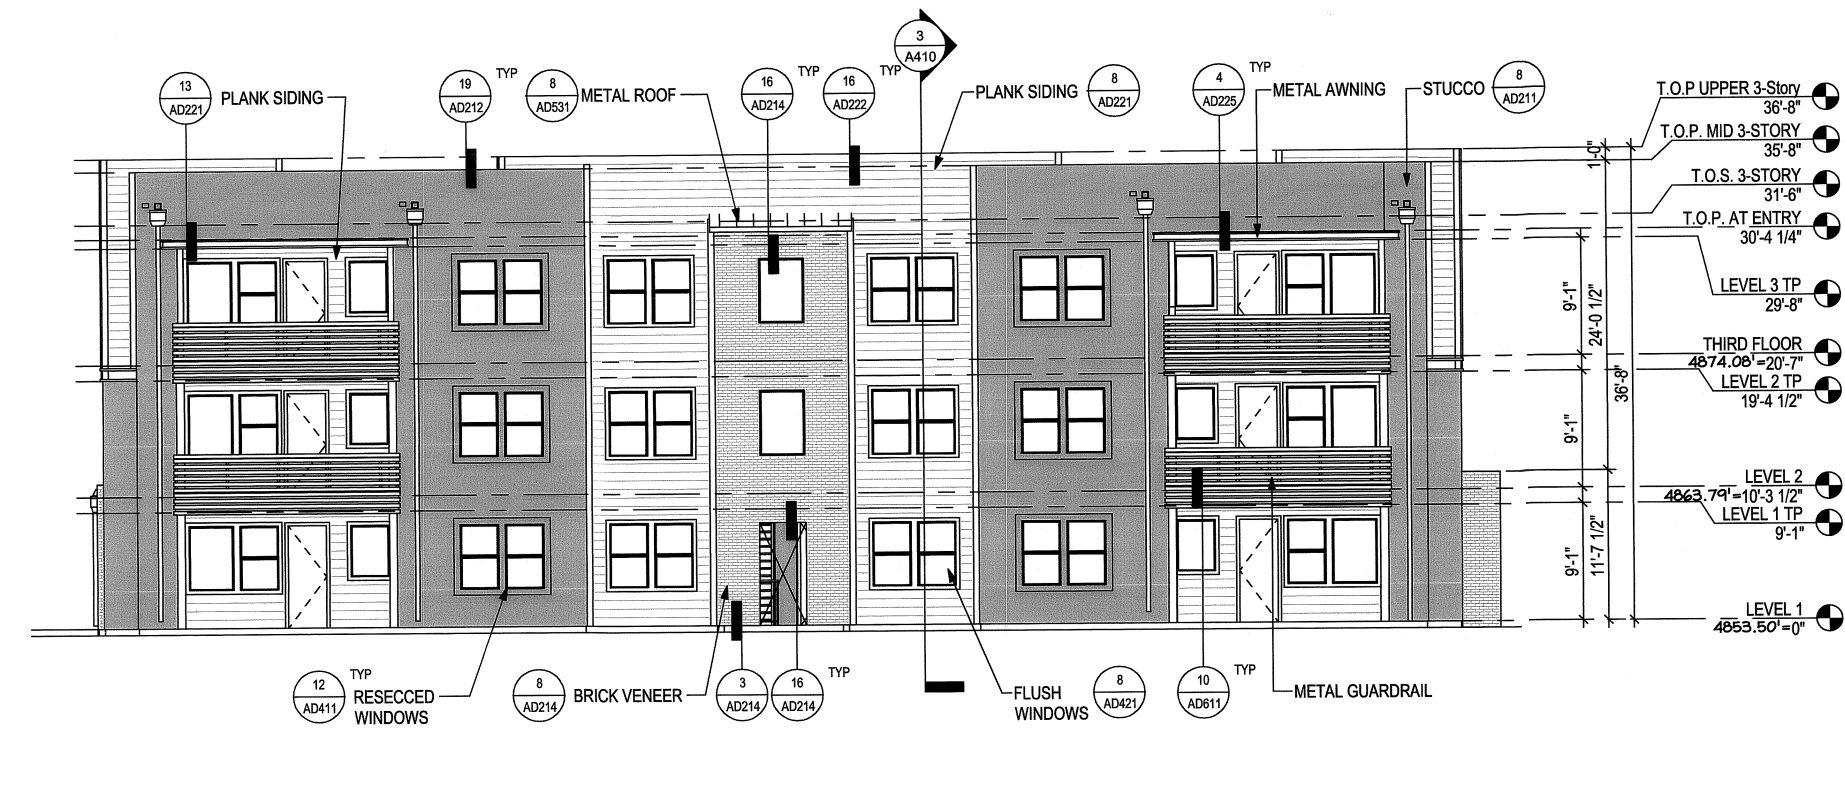 3
A410
13
AD221
PLANK SIDING
19
AD212
TYP
8
AD531
METAL ROOF
16
AD214
TYP
16
AD222
TYP
PLANK SIDING
8
AD221
4
AD225
TYP
METAL AWNING
STUCCO
8
AD211
T.O.P UPPER 3-Story
36'-8"
T.O.P. MID 3-STORY
35'-8"
T.O.S. 3-STORY
31'-6"
T.O.P. AT ENTRY
30'-4 1/4"
LEVEL 3 TP
29'-8"
THIRD FLOOR
4874.08'=20'-7"
LEVEL 2 TP
19'-4 1/2"
LEVEL 2
4863.79'=10'-3 1/2"
LEVEL 1 TP
9'-1"
LEVEL 1
4853.50'=0"
1'-0"
9'-1"
24'-0 1/2"
36'-8"
9'-1"
9'-1"
11'-7 1/2"
12
AD411
TYP
RESECCED
WINDOWS
8
AD214
BRICK VENEER
3
AD214
16
AD214
TYP
FLUSH
WINDOWS
8
AD421
10
AD611
TYP
METAL GUARDRAIL